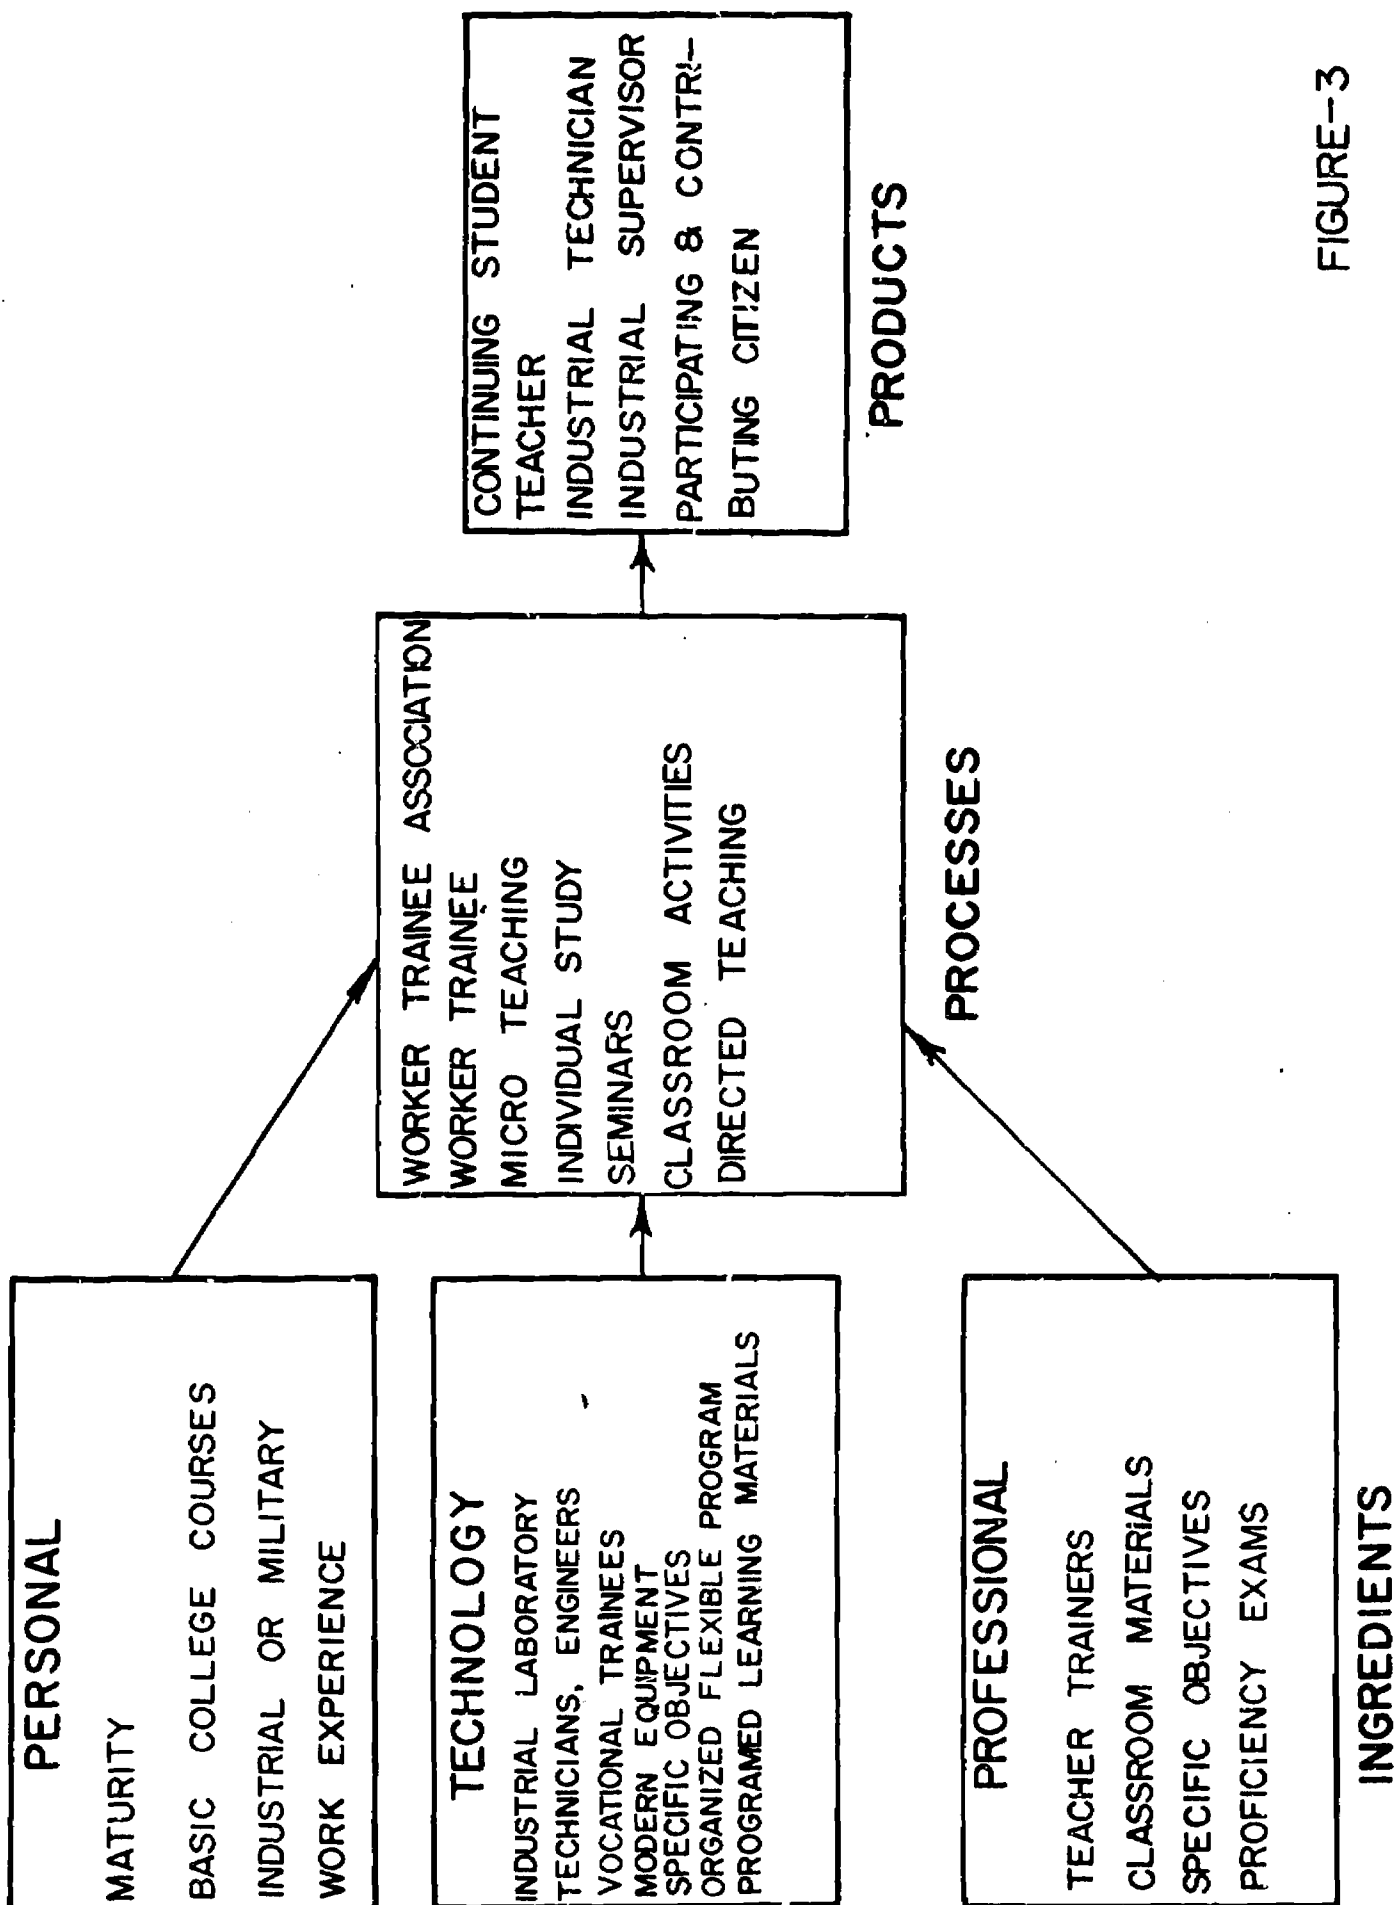 PERSONAL
MATURITY
BASIC COLLEGE COURSES
INDUSTRIAL OR MILITARY
WORK EXPERIENCE
TECHNOLOGY
INDUSTRIAL LABORATORY
TECHNICIANS, ENGINEERS
VOCATIONAL TRAINEES
MODERN EQUIPMENT
SPECIFIC OBJECTIVES
ORGANIZED FLEXIBLE PROGRAM
PROGRAMED LEARNING MATERIALS
PROFESSIONAL
TEACHER TRAINERS
CLASSROOM MATERIALS
SPECIFIC OBJECTIVES
PROFICIENCY EXAMS
INGREDIENTS
WORKER TRAINEE ASSOCIATION
WORKER TRAINEE
MICRO TEACHING
INDIVIDUAL STUDY
SEMINARS
CLASSROOM ACTIVITIES
DIRECTED TEACHING
PROCESSES
CONTINUING STUDENT
TEACHER
INDUSTRIAL TECHNICIAN
INDUSTRIAL SUPERVISOR
PARTICIPATING & CONTRI-
BUTING CITIZEN
PRODUCTS
FIGURE-3